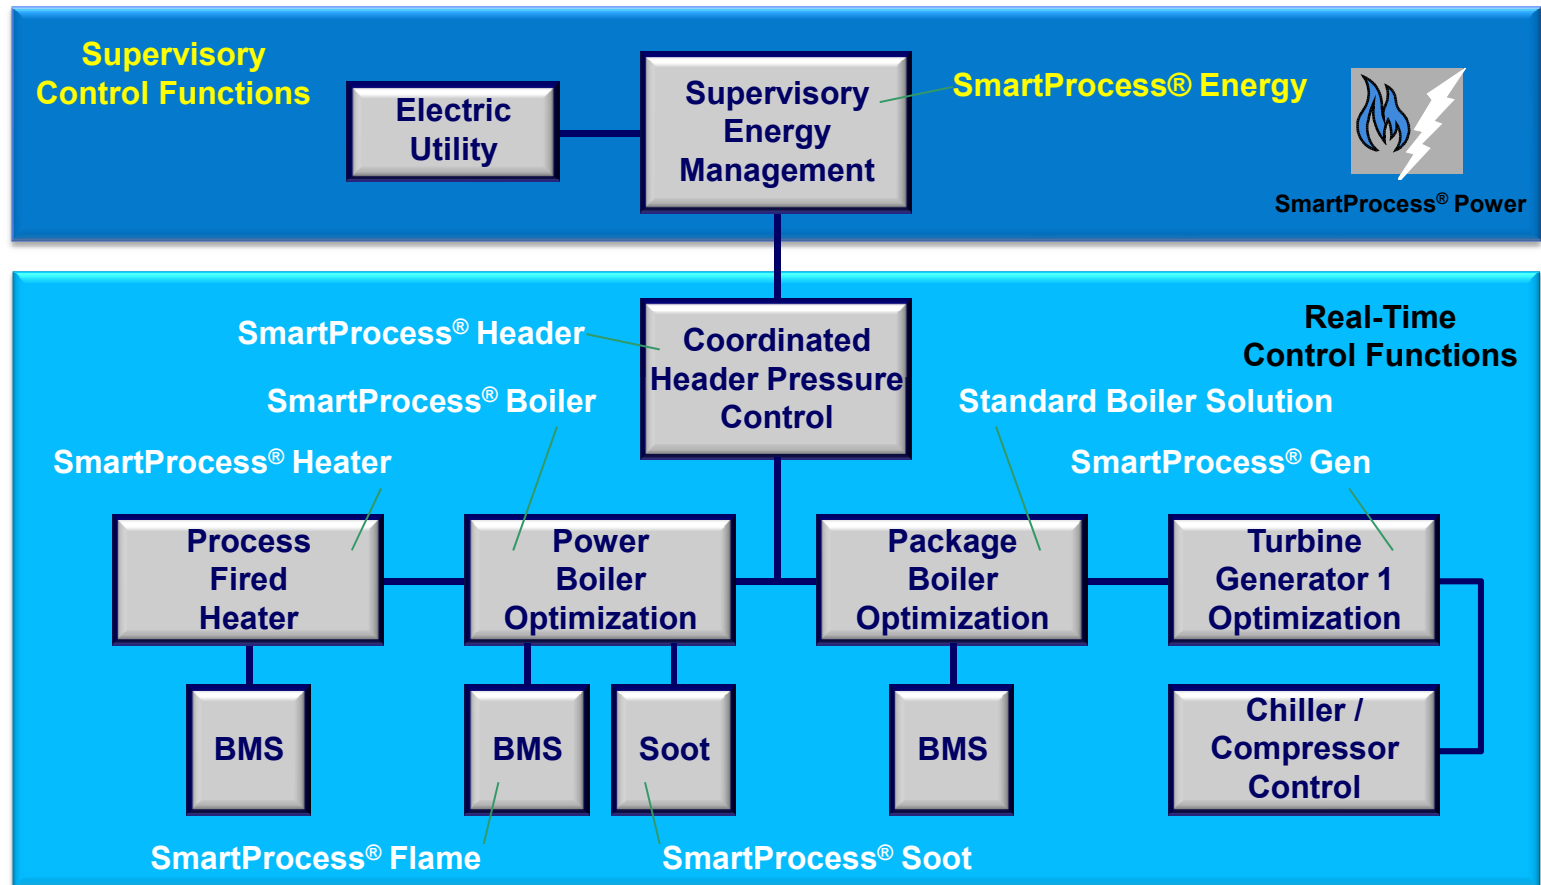 Supervisory
Control Functions
Electric
Utility
Supervisory
Energy
Management
SmartProcess® Energy
SmartProcess® Power
SmartProcess® Header
Coordinated
Header Pressure
Control
Real-Time
Control Functions
SmartProcess® Boiler
Standard Boiler Solution
SmartProcess® Heater
SmartProcess® Gen
Process
Fired
Heater
Power
Boiler
Optimization
Package
Boiler
Optimization
Turbine
Generator 1
Optimization
BMS
BMS
Soot
BMS
Chiller /
Compressor
Control
SmartProcess® Flame
SmartProcess® Soot